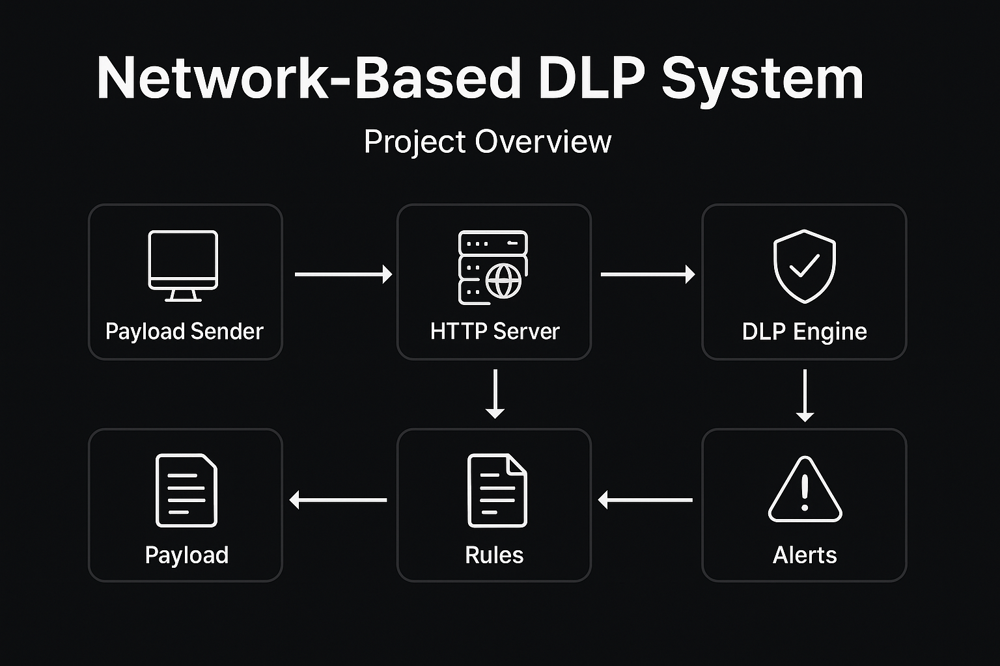 Network-Based DLP System
Project Overview
Payload Sender
HTTP Server
DLP Engine
Payload
Rules
Alerts